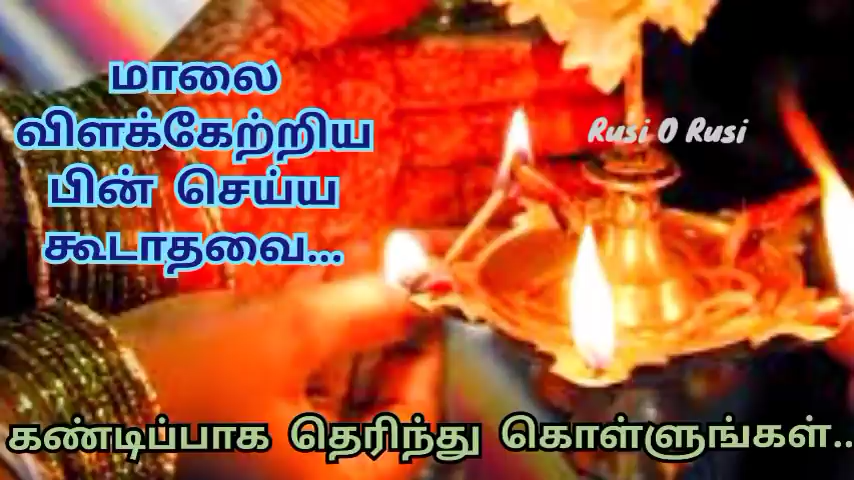 மாலை
விளக்கேற்றிய
பின் செய்ய
கூடாதவை...
Rusi O Rusi
கண்டிப்பாக தெரிந்து கொள்ளுங்கள்..